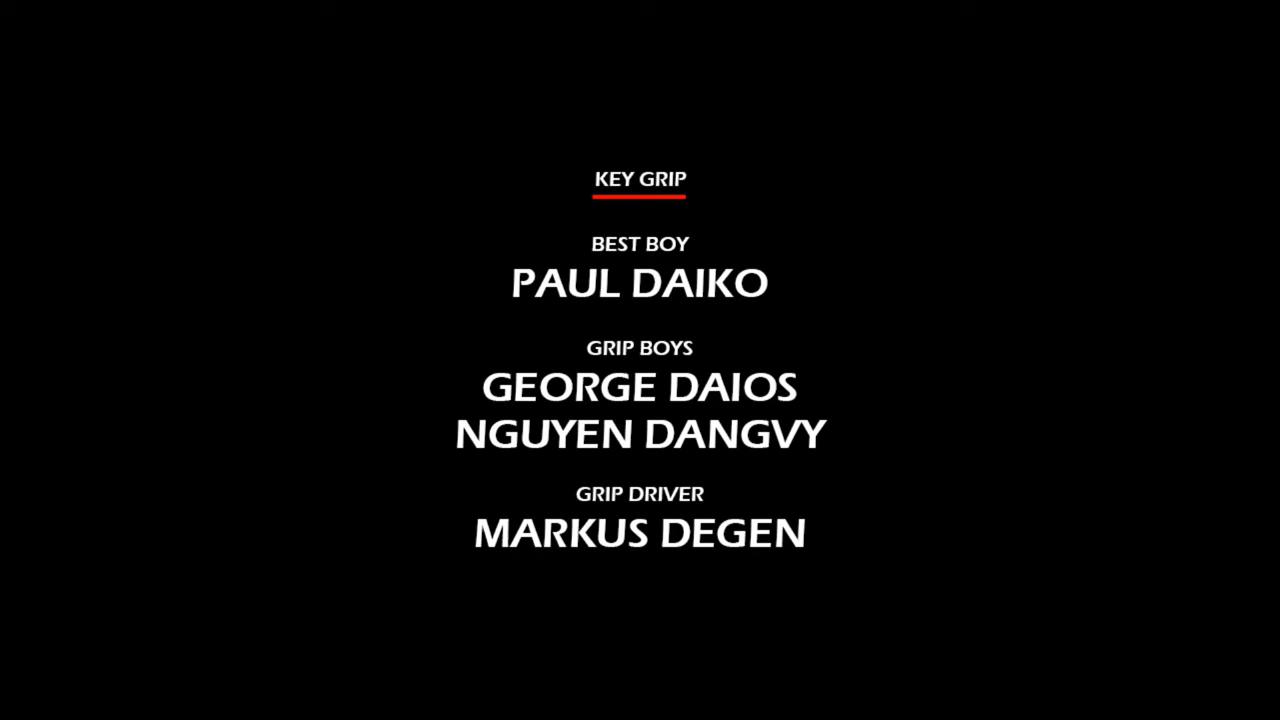 KEY GRIP
BEST BOY
PAUL DAIKO
GRIP BOYS
GEORGE DAIOS
NGUYEN DANGVY
GRIP DRIVER
MARKUS DEGEN